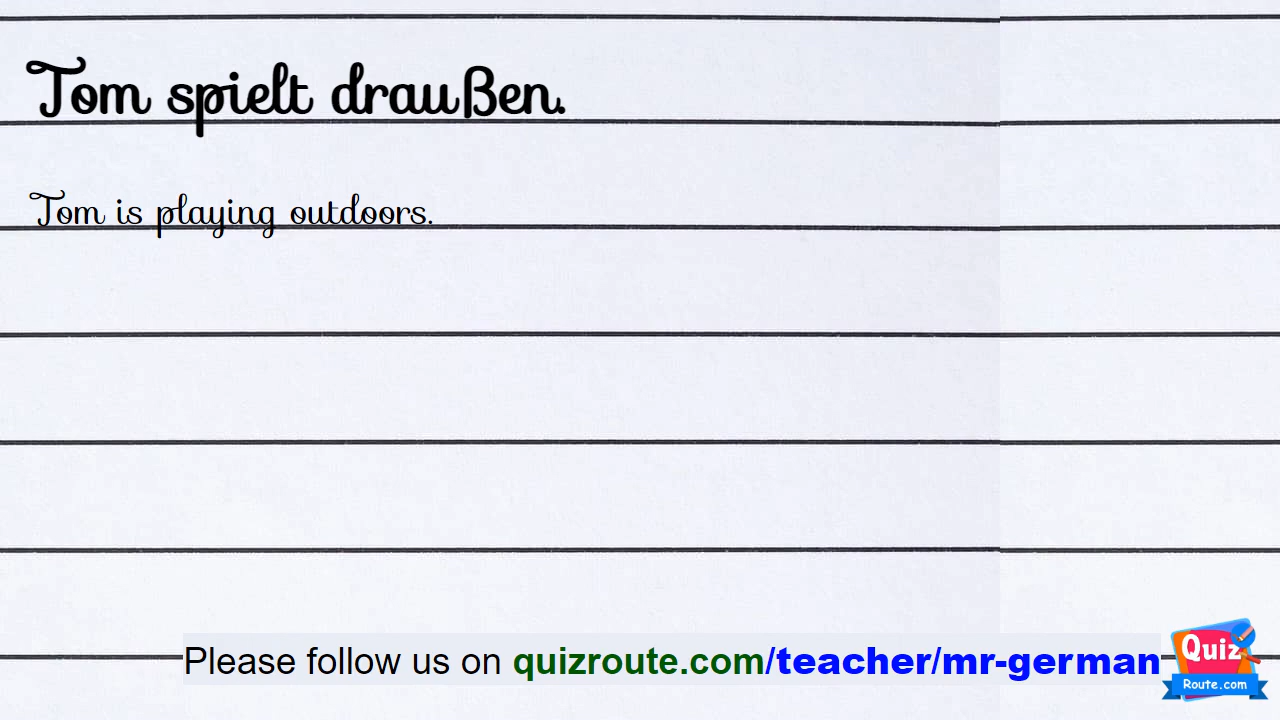 Tom spielt draußen.
Tom is playing outdoors.
Please follow us on quizroute.com/teacher/mr-german
Quiz
Route.com